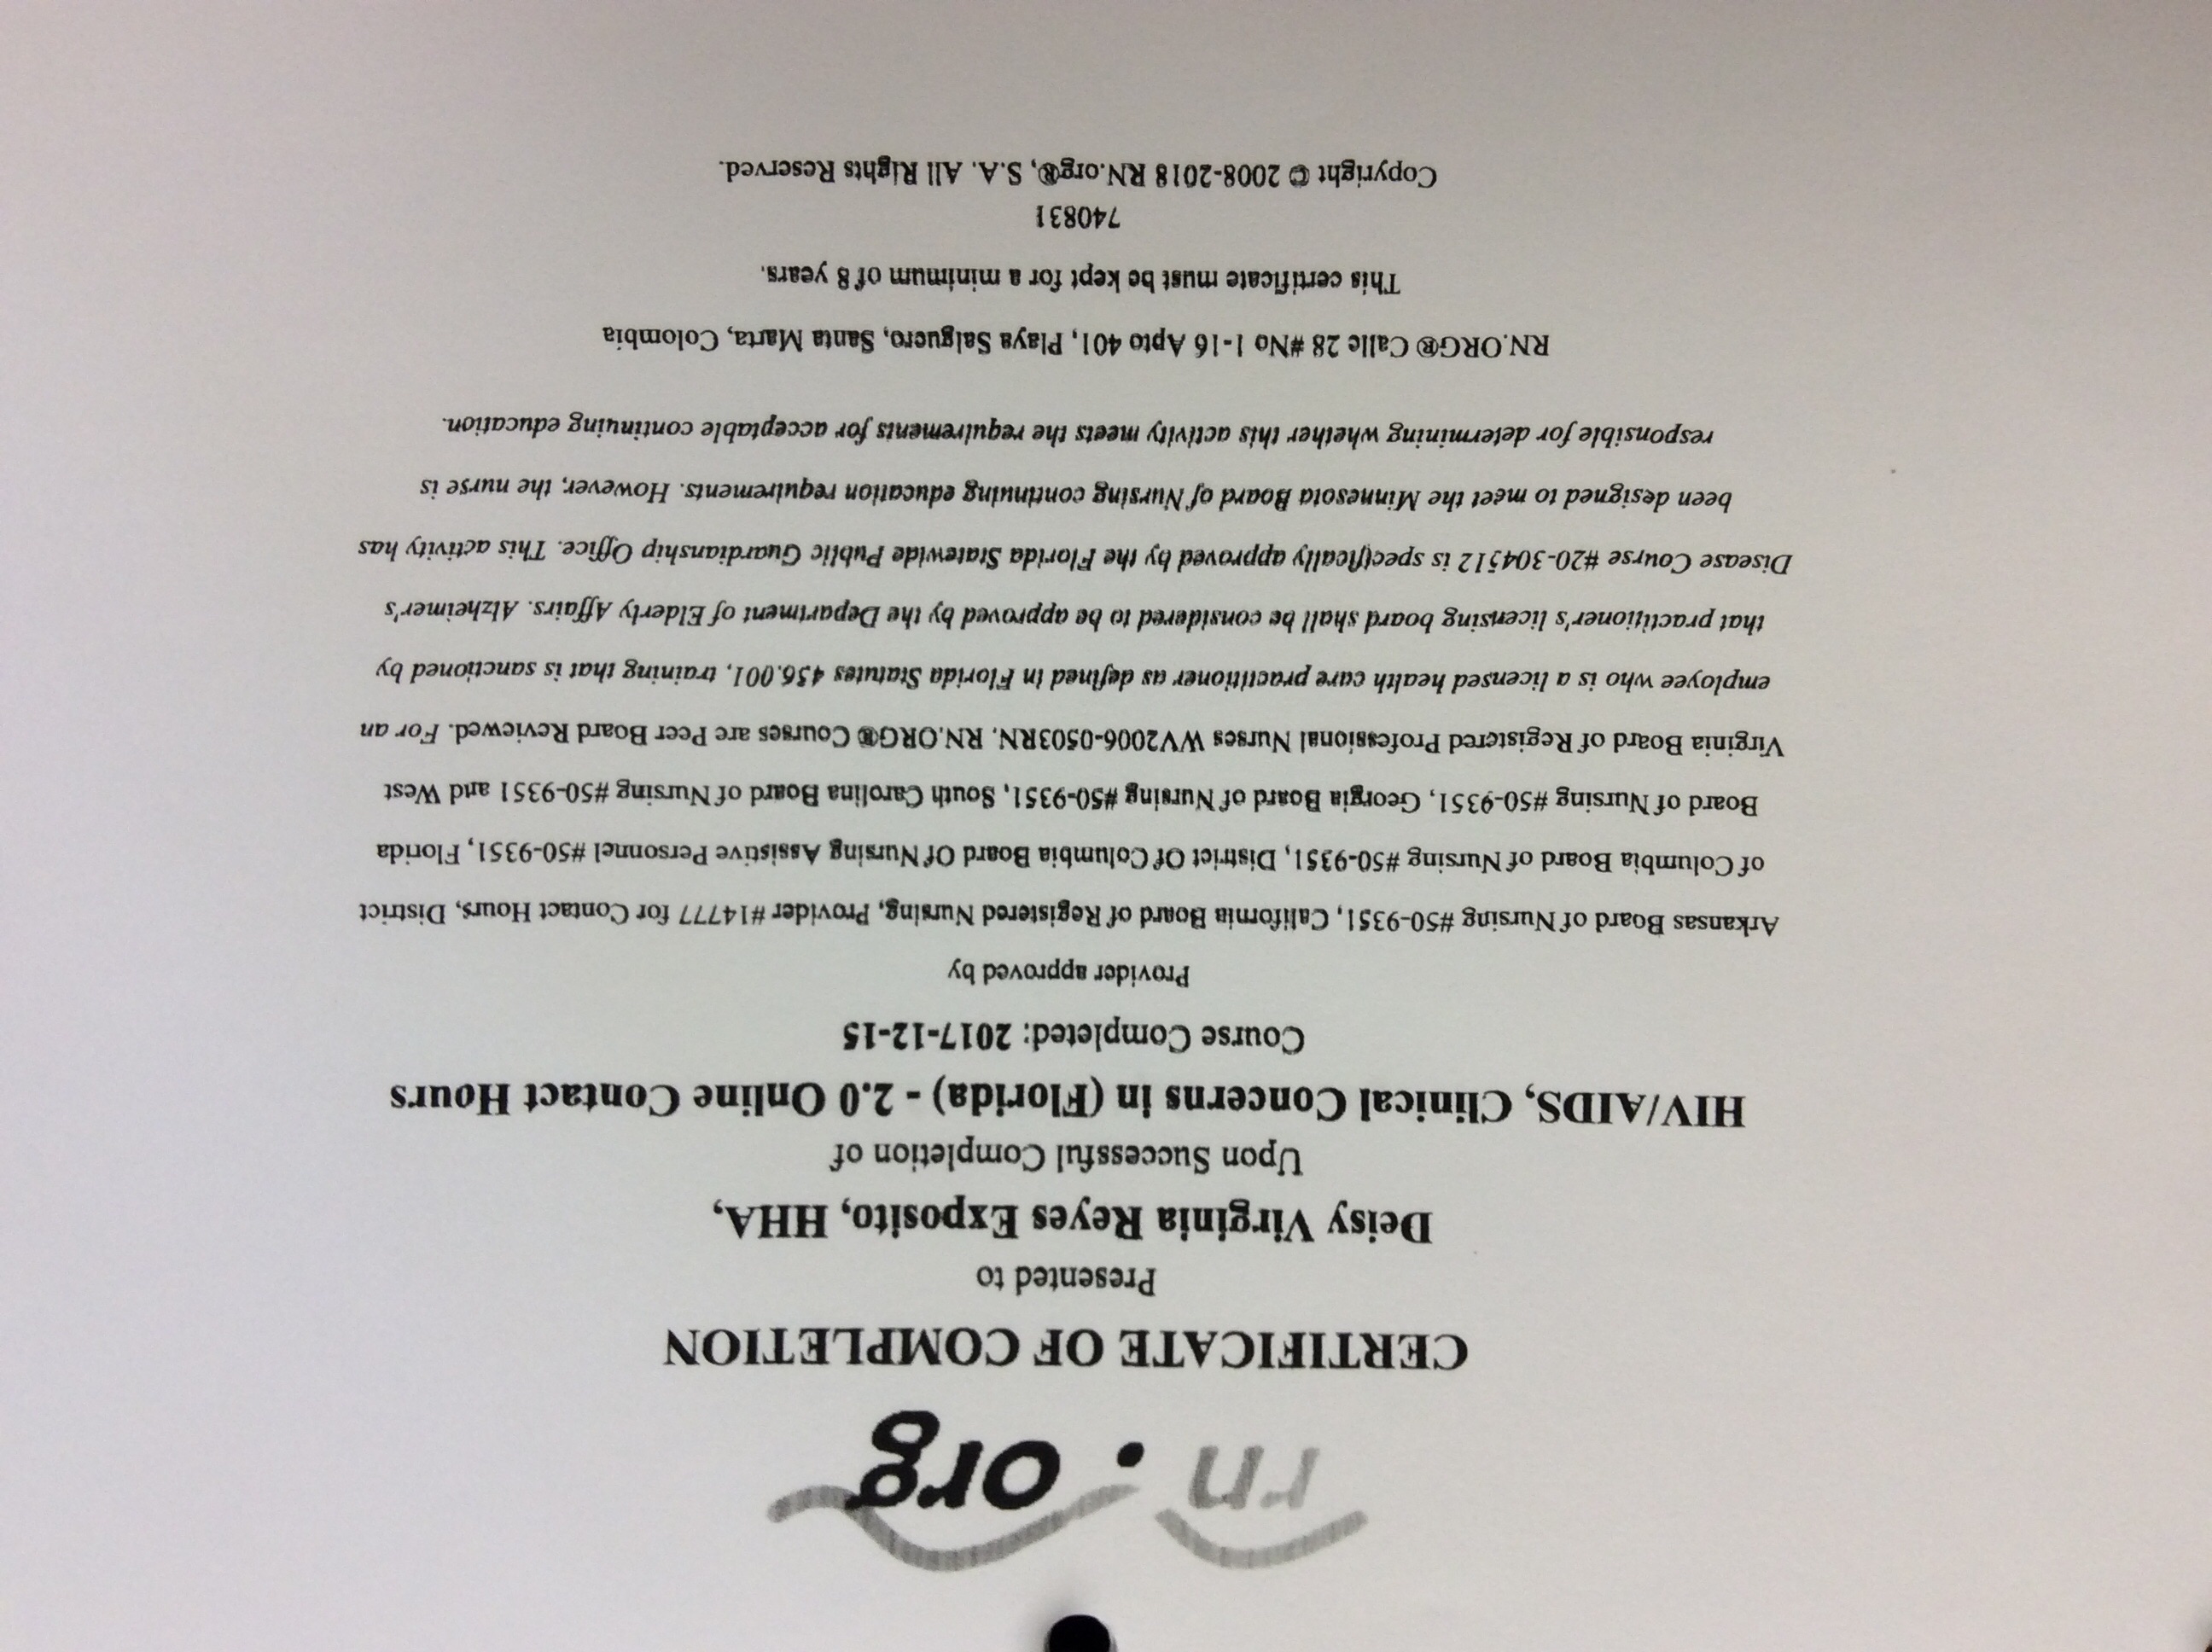 rn.org
CERTIFICATE OF COMPLETION
Presented to
Deisy Virginia Reyes Exposito, HHA,
Upon Successful Completion of
HIV/AIDS, Clinical Concerns in (Florida) - 2.0 Online Contact Hours
Course Completed: 2017-12-15
Provider approved by
Arkansas Board of Nursing #50-9351, California Board of Registered Nursing, Provider #14777 for Contact Hours, District
of Columbia Board of Nursing #50-9351, District Of Columbia Board Of Nursing Assistive Personnel #50-9351, Florida
Board of Nursing #50-9351, Georgia Board of Nursing #50-9351, South Carolina Board of Nursing #50-9351 and West
Virginia Board of Registered Professional Nurses WV2006-0503RN. RN.ORG® Courses are Peer Board Reviewed. For an
employee who is a licensed health care practitioner as defined in Florida Statutes 456.001, training that is sanctioned by
that practitioner's licensing board shall be considered to be approved by the Department of Elderly Affairs. Alzheimer's
Disease Course #20-304512 is specifically approved by the Florida Statewide Public Guardianship Office. This activity has
been designed to meet the Minnesota Board of Nursing continuing education requirements. However, the nurse is
responsible for determining whether this activity meets the requirements for acceptable continuing education.
RN.ORG® Calle 28 #No 1-16 Apto 401, Playa Salguero, Santa Marta, Colombia
This certificate must be kept for a minimum of 8 years.
740831
Copyright © 2008-2018 RN.org®, S.A. All Rights Reserved.